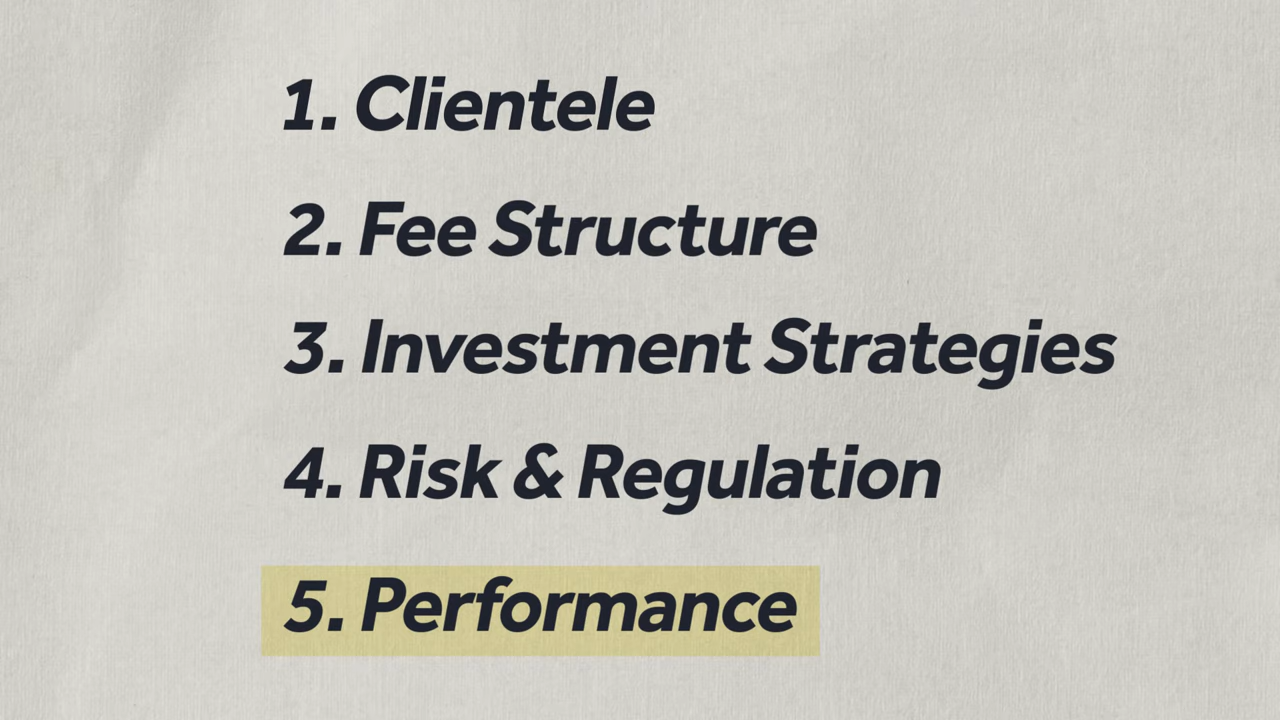 1. Clientele
2. Fee Structure
3. Investment Strategies
4. Risk & Regulation
5. Performance